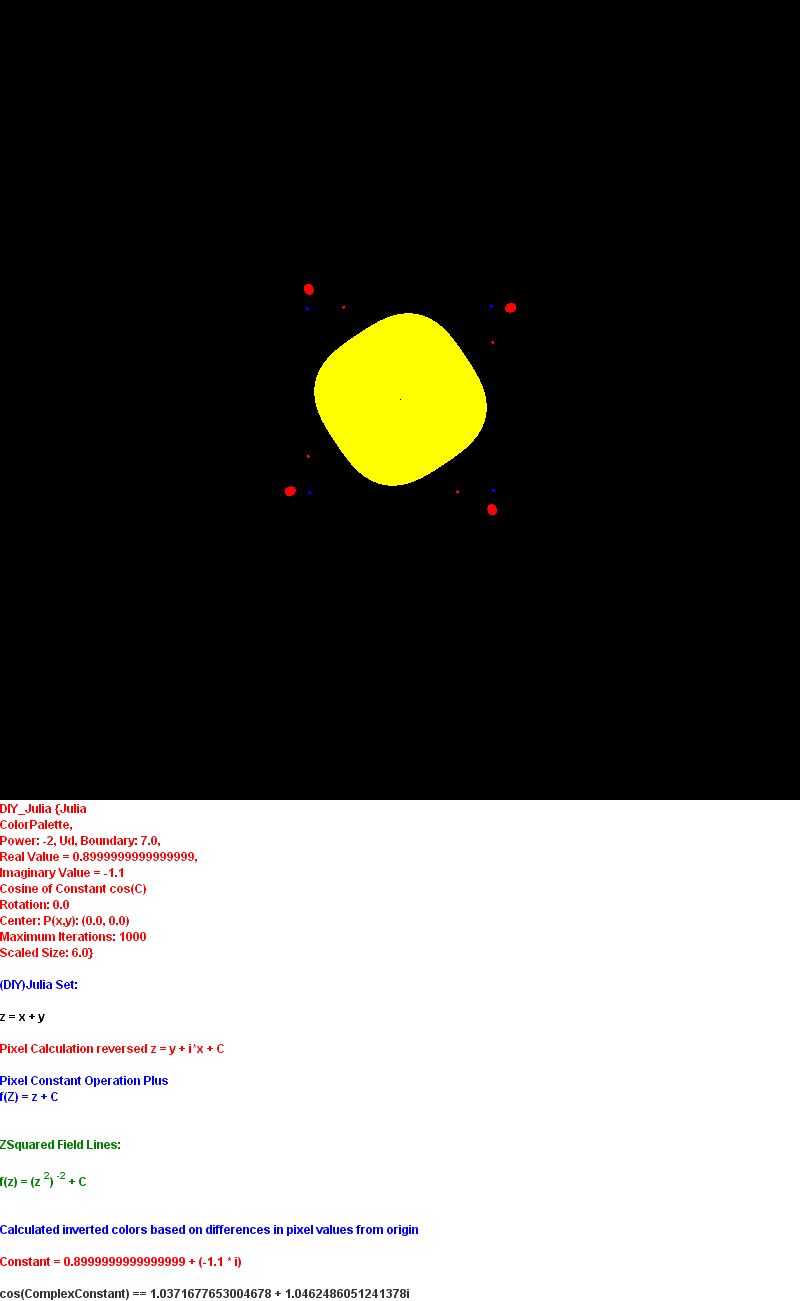 DIY_Julia {Julia
ColorPalette,
Power: -2, Ud, Boundary: 7.0,
Real Value = 0.8999999999999999,
Imaginary Value = -1.1
Cosine of Constant cos(C)
Rotation: 0.0
Center: P(x,y): (0.0, 0.0)
Maximum Iterations: 1000
Scaled Size: 6.0}
(DIY)Julia Set:
z = x + y
Pixel Calculation reversed z = y + i*x + C
Pixel Constant Operation Plus
f(Z) = z + C
ZSquared Field Lines:
f(z) = (z 2) -2 + C
Calculated inverted colors based on differences in pixel values from origin
Constant = 0.8999999999999999 + (-1.1 * i)
cos(ComplexConstant) == 1.0371677653004678 + 1.0462486051241378i